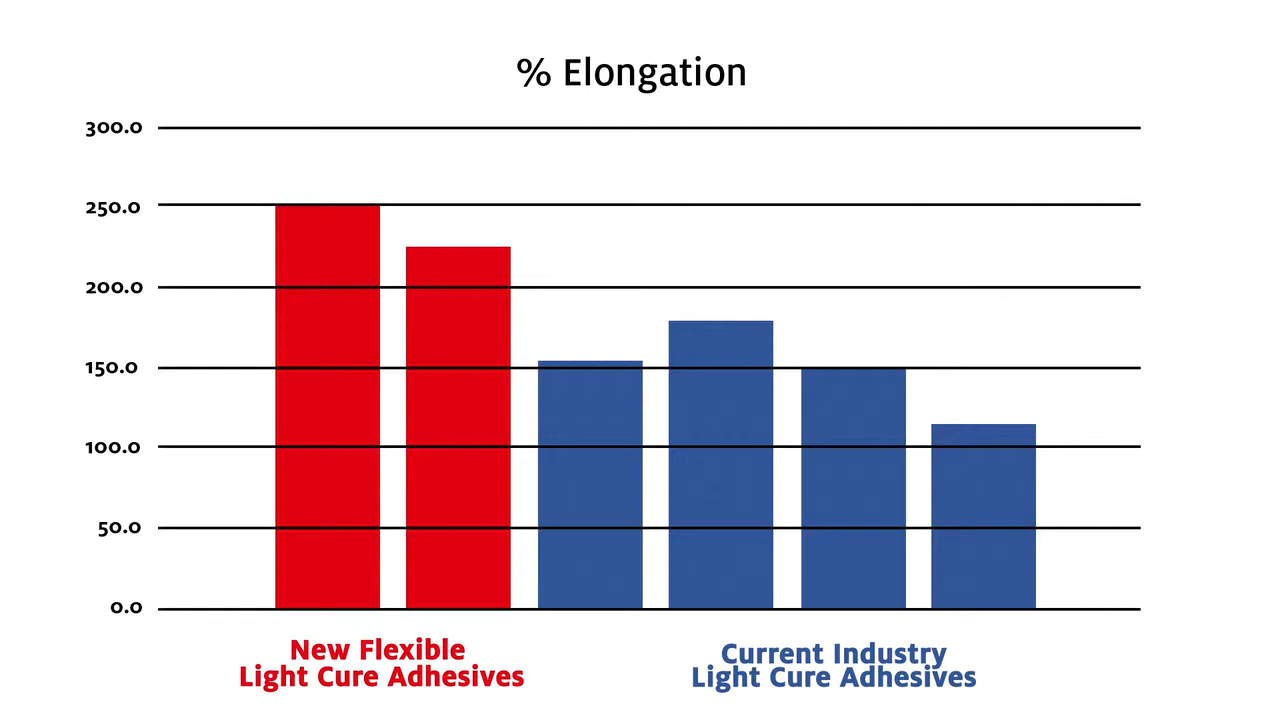 % Elongation
300.0
250.0
200.0
150.0
100.0
50.0
0.0
New Flexible
Light Cure Adhesives
Current Industry
Light Cure Adhesives